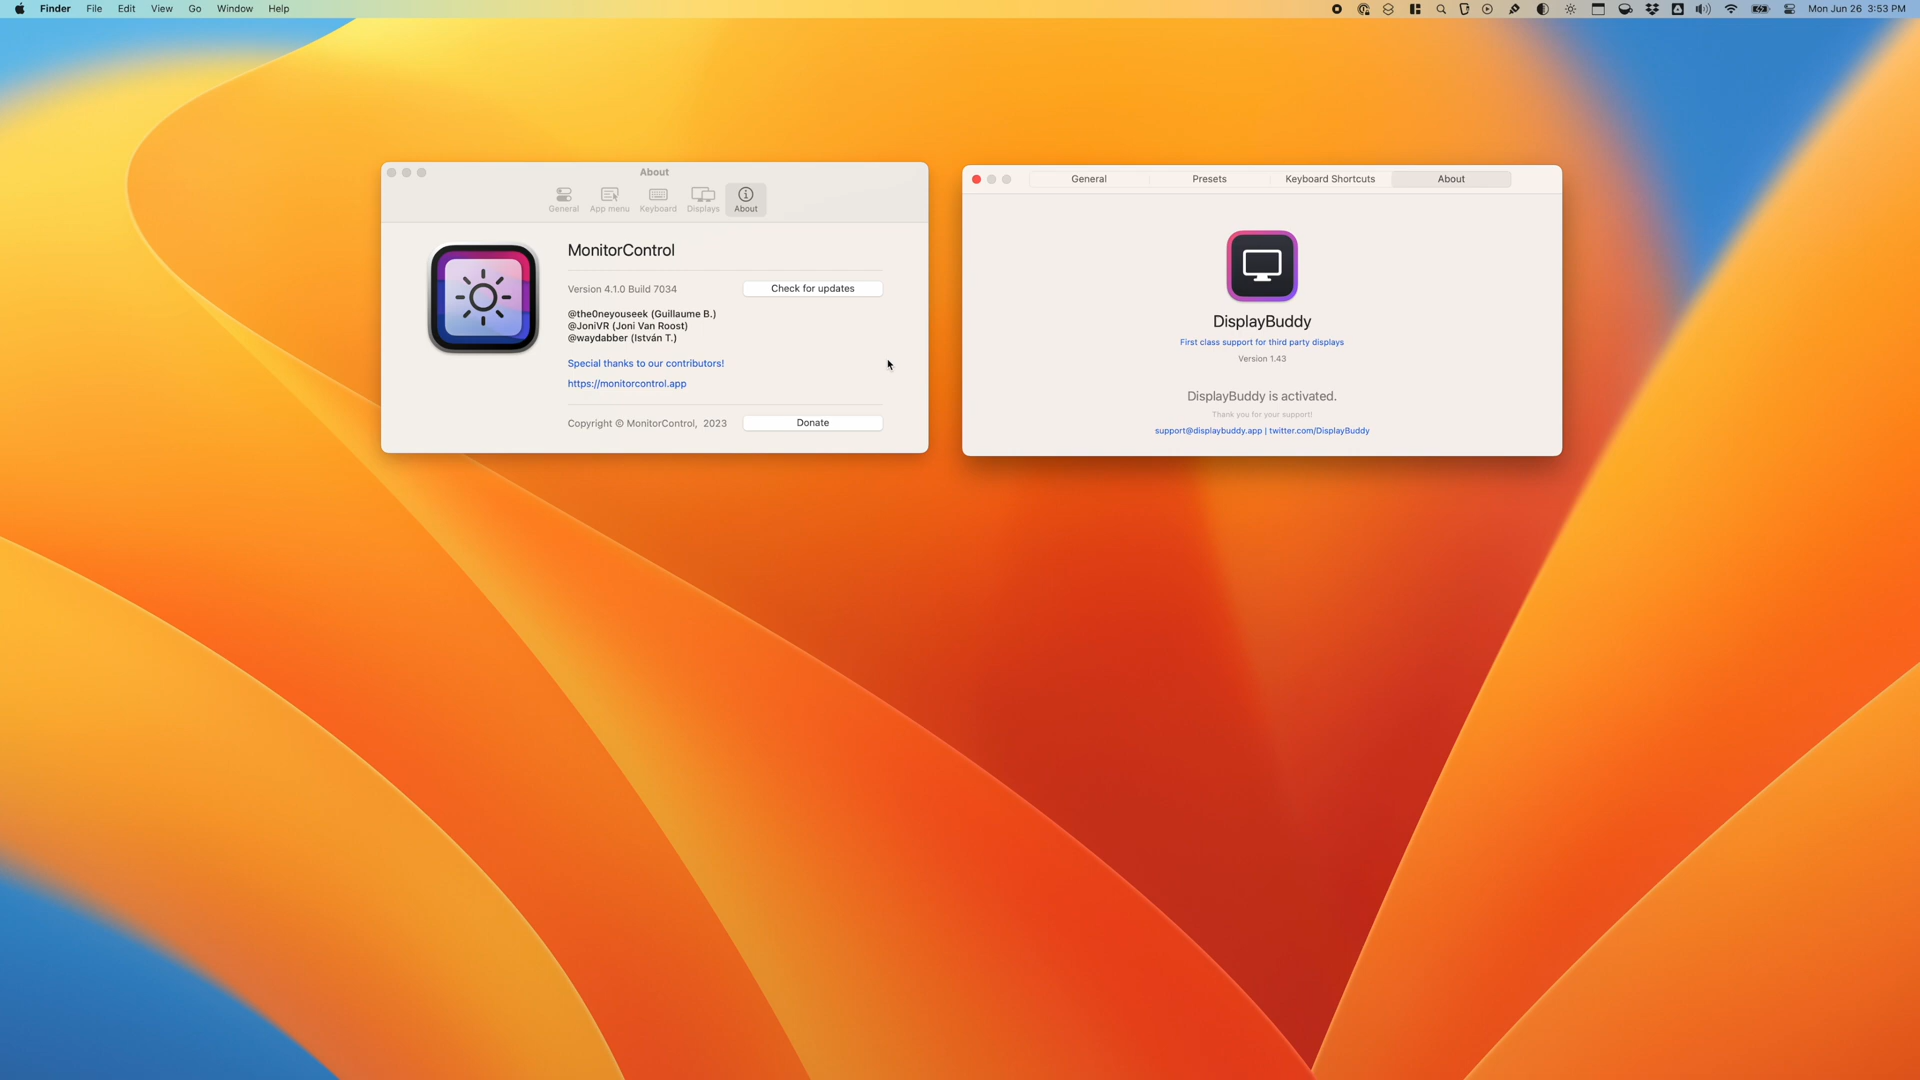 Finder File Edit View Go Window Help
Mon Jun 26 3:53 PM
About
General App menu Keyboard Displays About
MonitorControl
Version 4.1.0 Build 7034
Check for updates
@the0neyouseek (Guillaume B.)
@JoniVR (Joni Van Roost)
@waydabber (István T.)
Special thanks to our contributors!
https://monitorcontrol.app
Copyright © MonitorControl, 2023
Donate
General Presets Keyboard Shortcuts About
DisplayBuddy
First class support for third party displays
Version 1.43
DisplayBuddy is activated.
Thank you for your support!
support@displaybuddy.app | twitter.com/DisplayBuddy